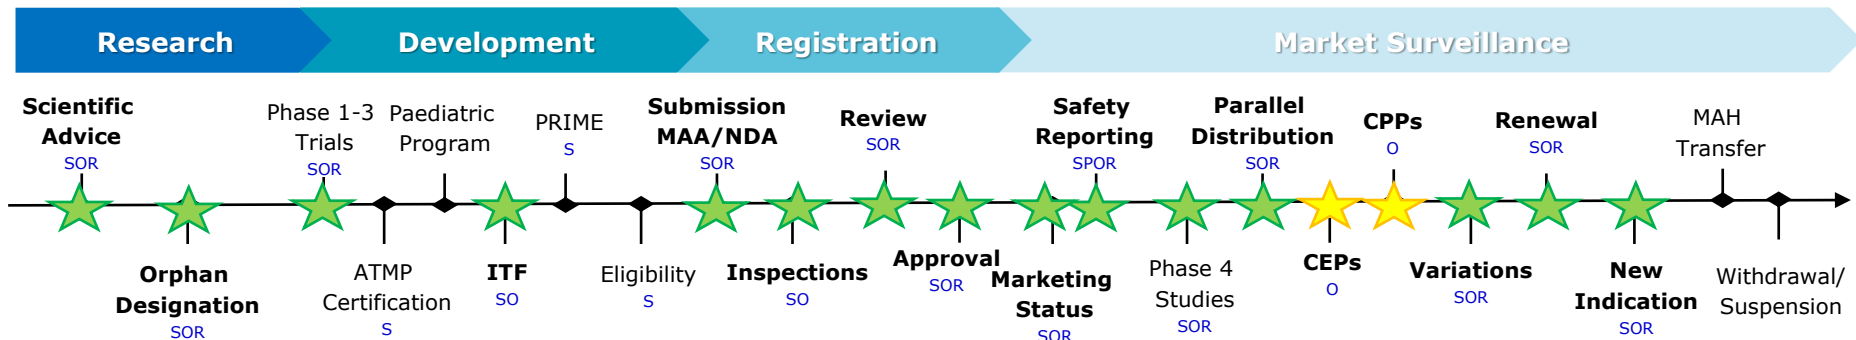 Research
Development
Registration
Market Surveillance
Scientific
Advice
SOR
Orphan
Designation
SOR
Phase 1-3
Trials
SOR
ATMP
Certification
S
Paediatric
Program
ITF
SO
PRIME
S
Eligibility
S
Submission
MAA/NDA
SOR
Inspections
SO
Review
SOR
Approval
SOR
Marketing
Status
SOR
Safety
Reporting
SPOR
Phase 4
Studies
SOR
Parallel
Distribution
SOR
CEPs
O
CPPs
O
Variations
SOR
Renewal
SOR
New
Indication
SOR
MAH
Transfer
Withdrawal/
Suspension